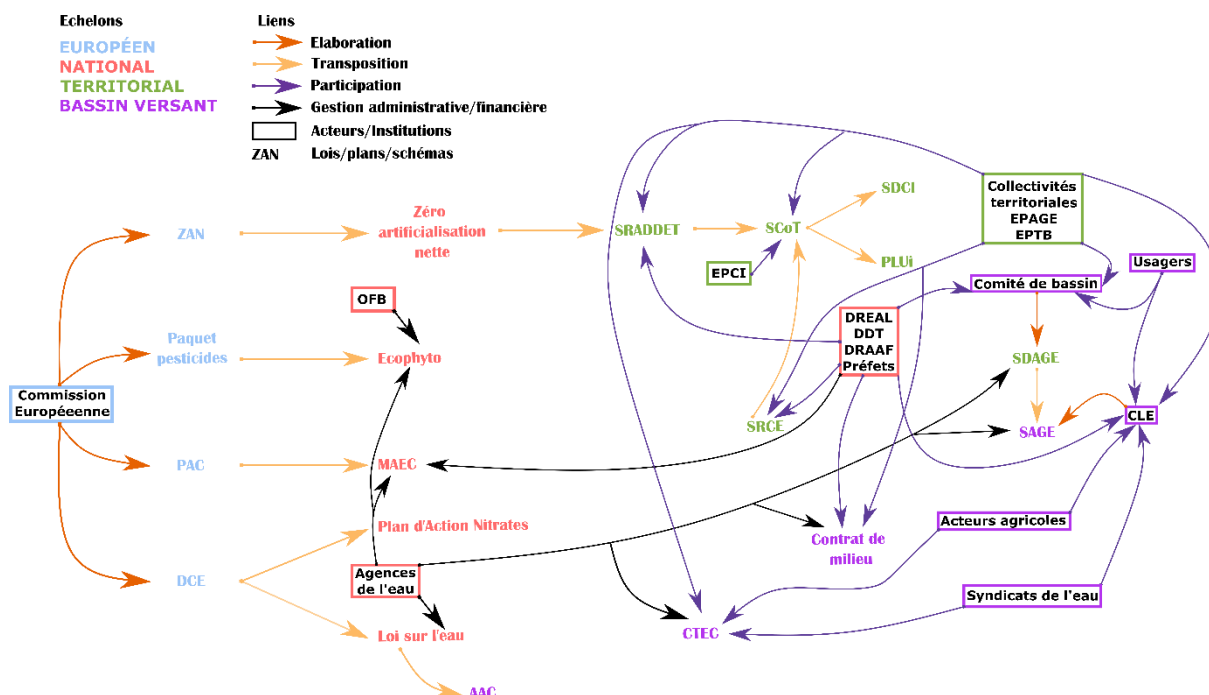 Echelons
EUROPÉEN
NATIONAL
TERRITORIAL
BASSIN VERSANT
Liens
Elaboration
Transposition
Participation
Gestion administrative/financière
Acteurs/Institutions
ZAN
Lois/plans/schémas
ZAN
Zéro
artificialisation
nette
SRADDET
SCoT
SDCI
PLUi
Collectivités
territoriales
EPAGE
EPTB
EPCI
Usagers
Comité de bassin
OFB
DREAL
DDT
DRAAF
Préfets
Paquet
pesticides
Ecophyto
SDAGE
Commission
Européeenne
SRCE
SAGE
CLE
PAC
MAEC
Plan d'Action Nitrates
Acteurs agricoles
Contrat de
milieu
DCE
Agences
de l'eau
Syndicats de l'eau
Loi sur l'eau
CTEC
AAC